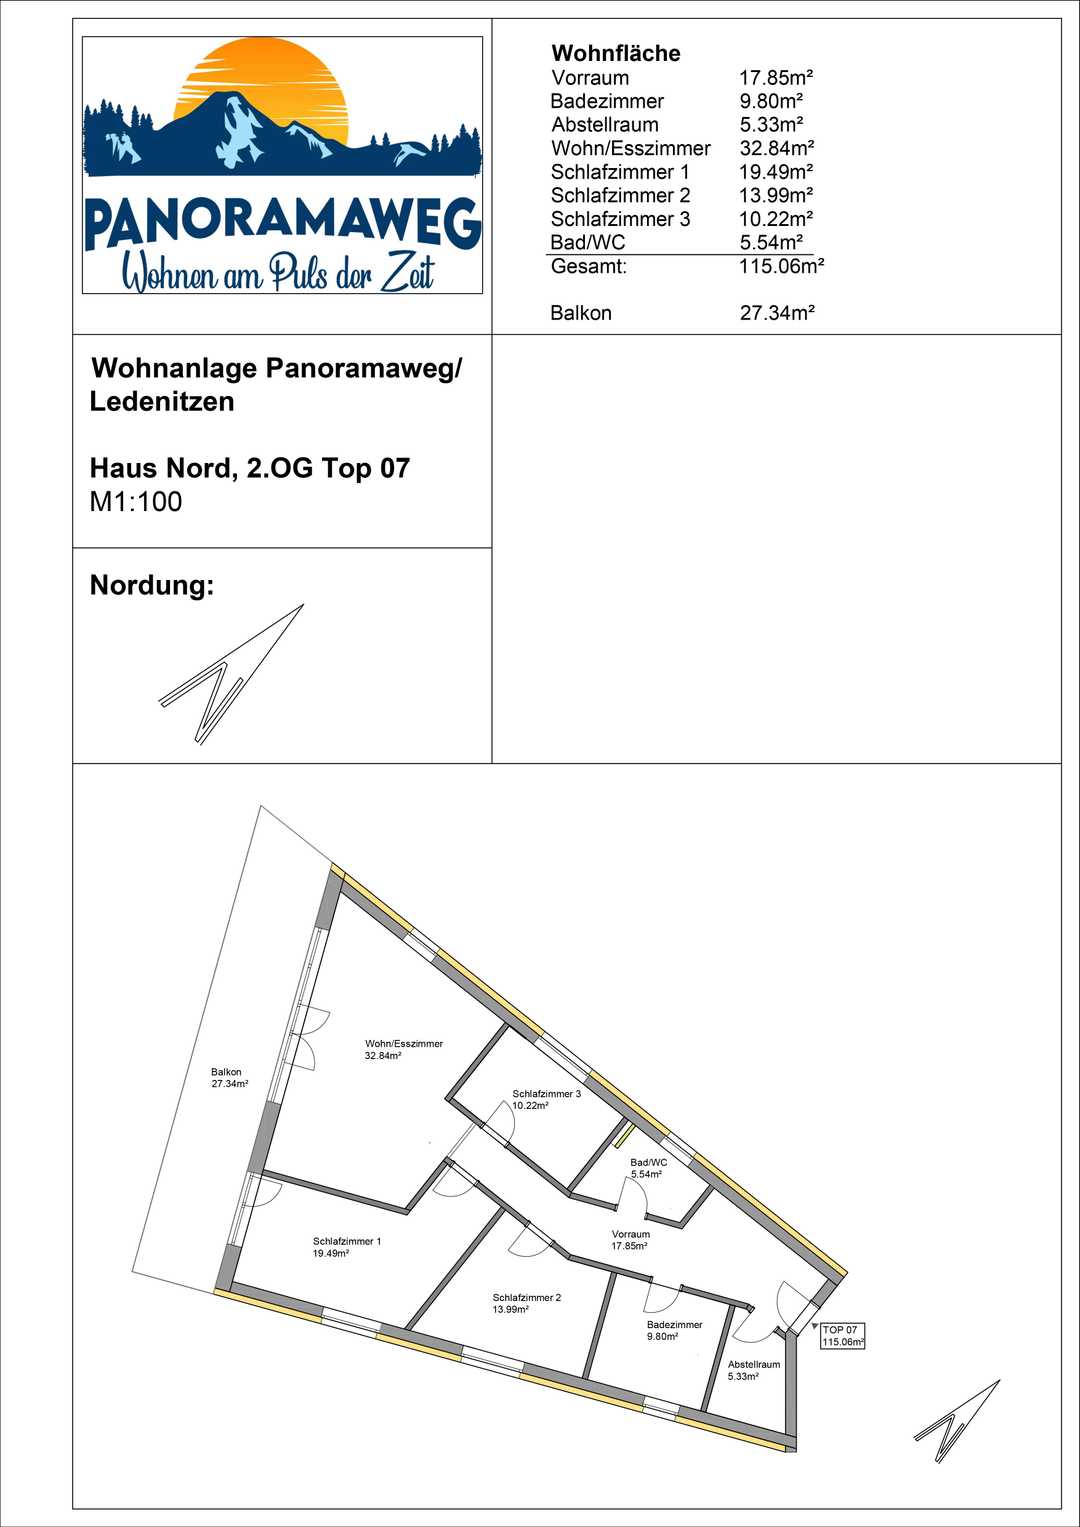 PANORAMAWEG
Wohnen am Puls der Zeit
Wohnfläche
Vorraum 17.85m²
Badezimmer 9.80m²
Abstellraum 5.33m²
Wohn/Esszimmer 32.84m²
Schlafzimmer 1 19.49m²
Schlafzimmer 2 13.99m²
Schlafzimmer 3 10.22m²
Bad/WC 5.54m²
Gesamt: 115.06m²
Balkon 27.34m²
Wohnanlage Panoramaweg/
Ledenitzen
Haus Nord, 2.OG Top 07
M1:100
Nordung:
N
Wohn/Esszimmer
32.84m²
Balkon
27.34m²
Schlafzimmer 3
10.22m²
Bad/WC
5.54m²
Vorraum
17.85m²
Schlafzimmer 1
19.49m²
Schlafzimmer 2
13.99m²
Badezimmer
9.80m²
TOP 07
115.06m²
Abstellraum
5.33m²
N